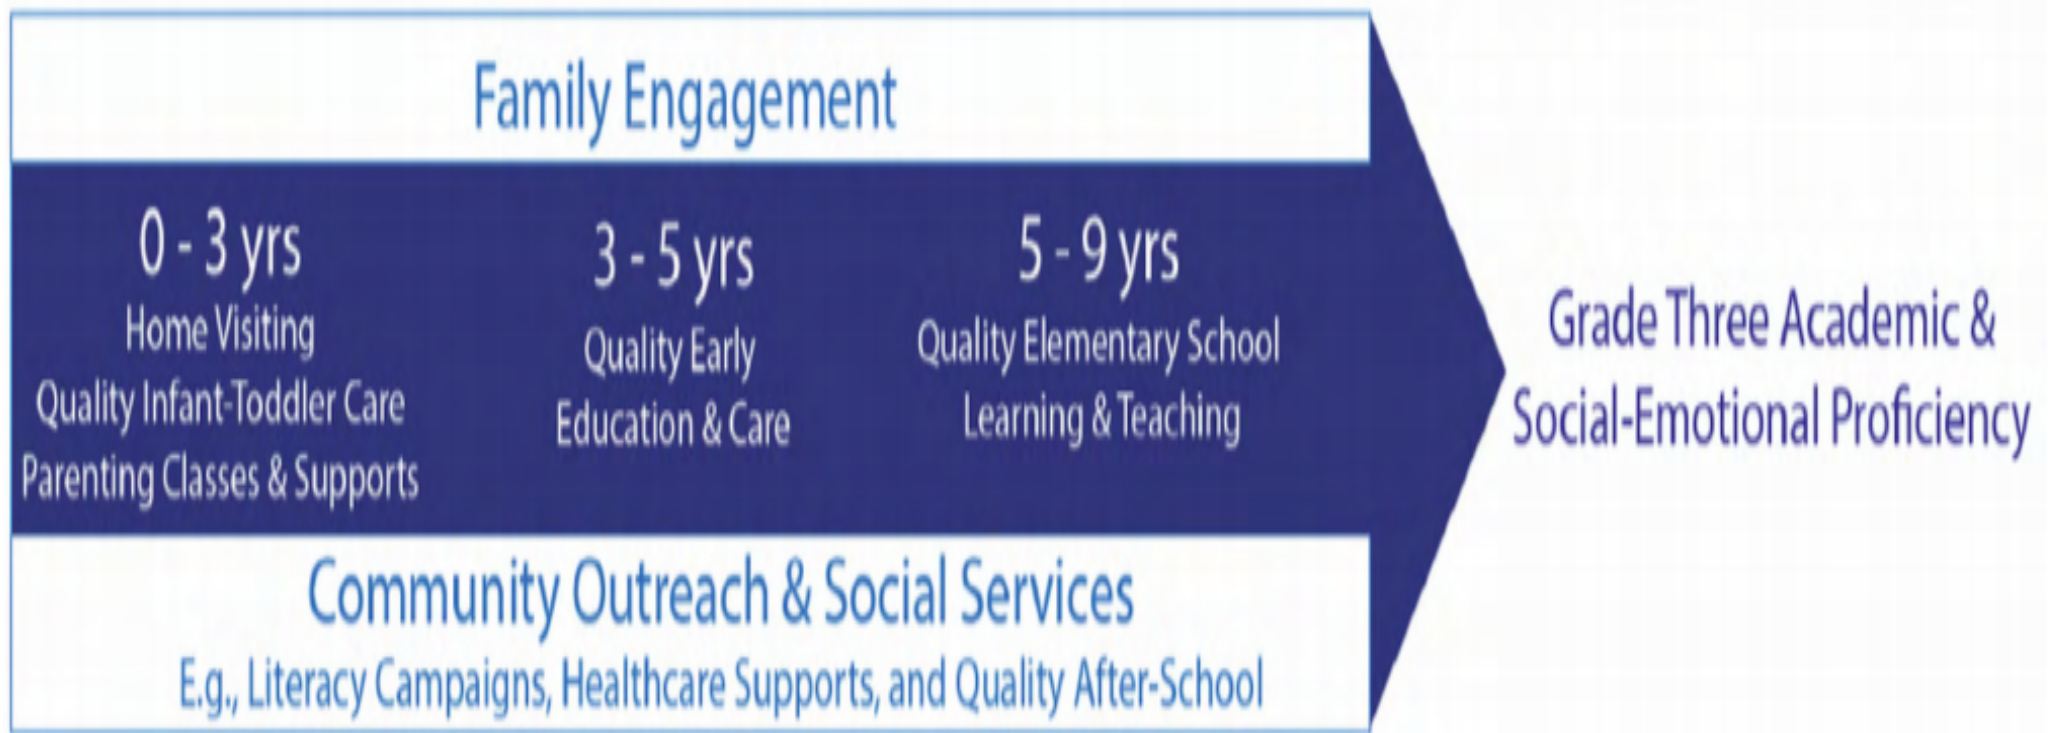 Family Engagement
0 - 3 yrs
Home Visiting
Quality Infant-Toddler Care
Parenting Classes & Supports
3 - 5 yrs
Quality Early
Education & Care
5 - 9 yrs
Quality Elementary School
Learning & Teaching
Community Outreach & Social Services
E.g., Literacy Campaigns, Healthcare Supports, and Quality After-School
Grade Three Academic &
Social-Emotional Proficiency